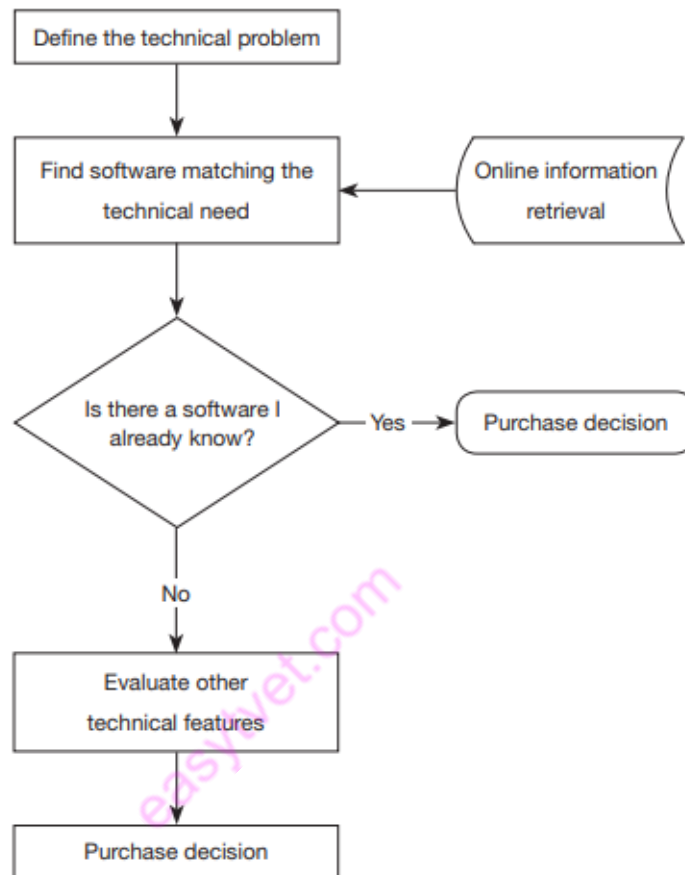 Define the technical problem
Find software matching the
technical need
Online information
retrieval
Is there a software I
already know?
Yes
Purchase decision
No
Evaluate other
technical features
Purchase decision
easytvet.com